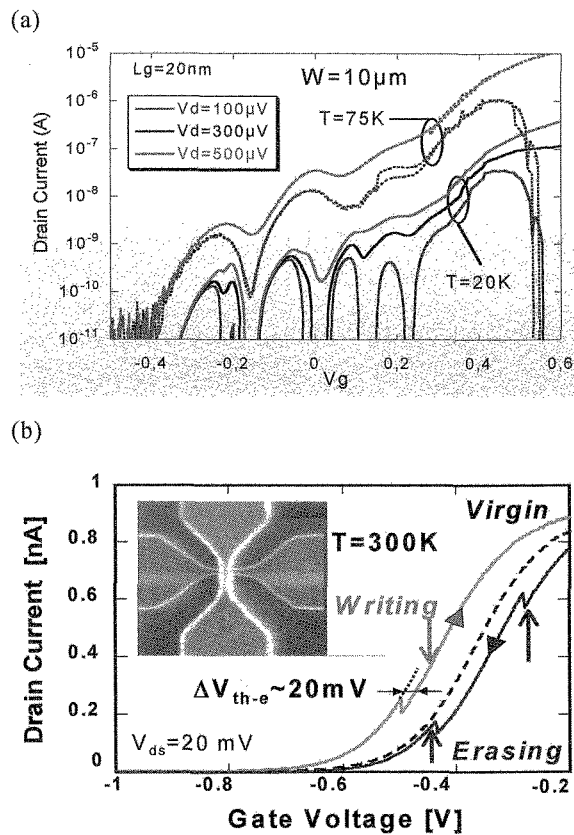 (a)
Lg=20nm
W=10µm
Vd=100µV
Vd=300µV
Vd=500µV
T=75K
T=20K
Drain Current (A)
10-5
10-6
10-7
10-8
10-9
10-10
10-11
-0,4
-0,2
0
0,2
0,4
0,6
Vg
(b)
Virgin
T=300K
Writing
ΔVth-e~20mV
Vds=20 mV
Erasing
Drain Current [nA]
1
0.8
0.6
0.4
0.2
0
-1
-0.8
-0.6
-0.4
-0.2
Gate Voltage [V]